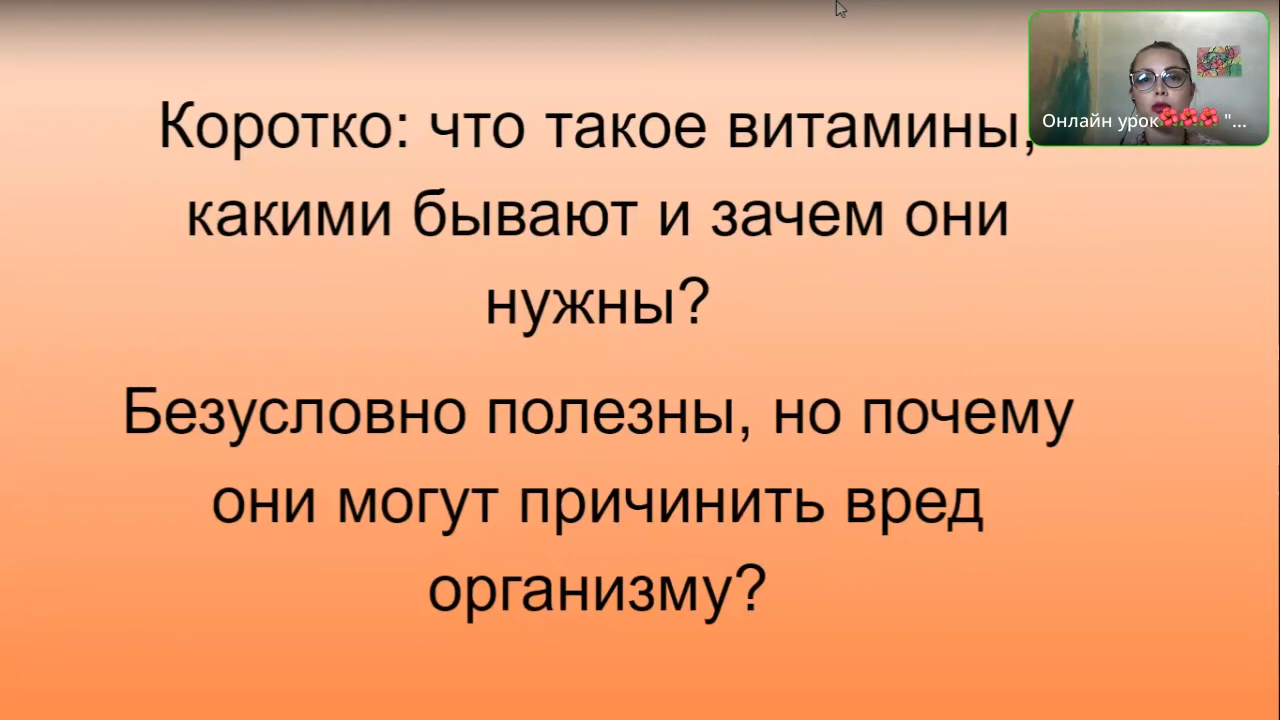 Коротко: что такое витамины,
какими бывают и зачем они
нужны?
Безусловно полезны, но почему
они могут причинить вред
организму?
Онлайн урок🌺🌺🌺 "...